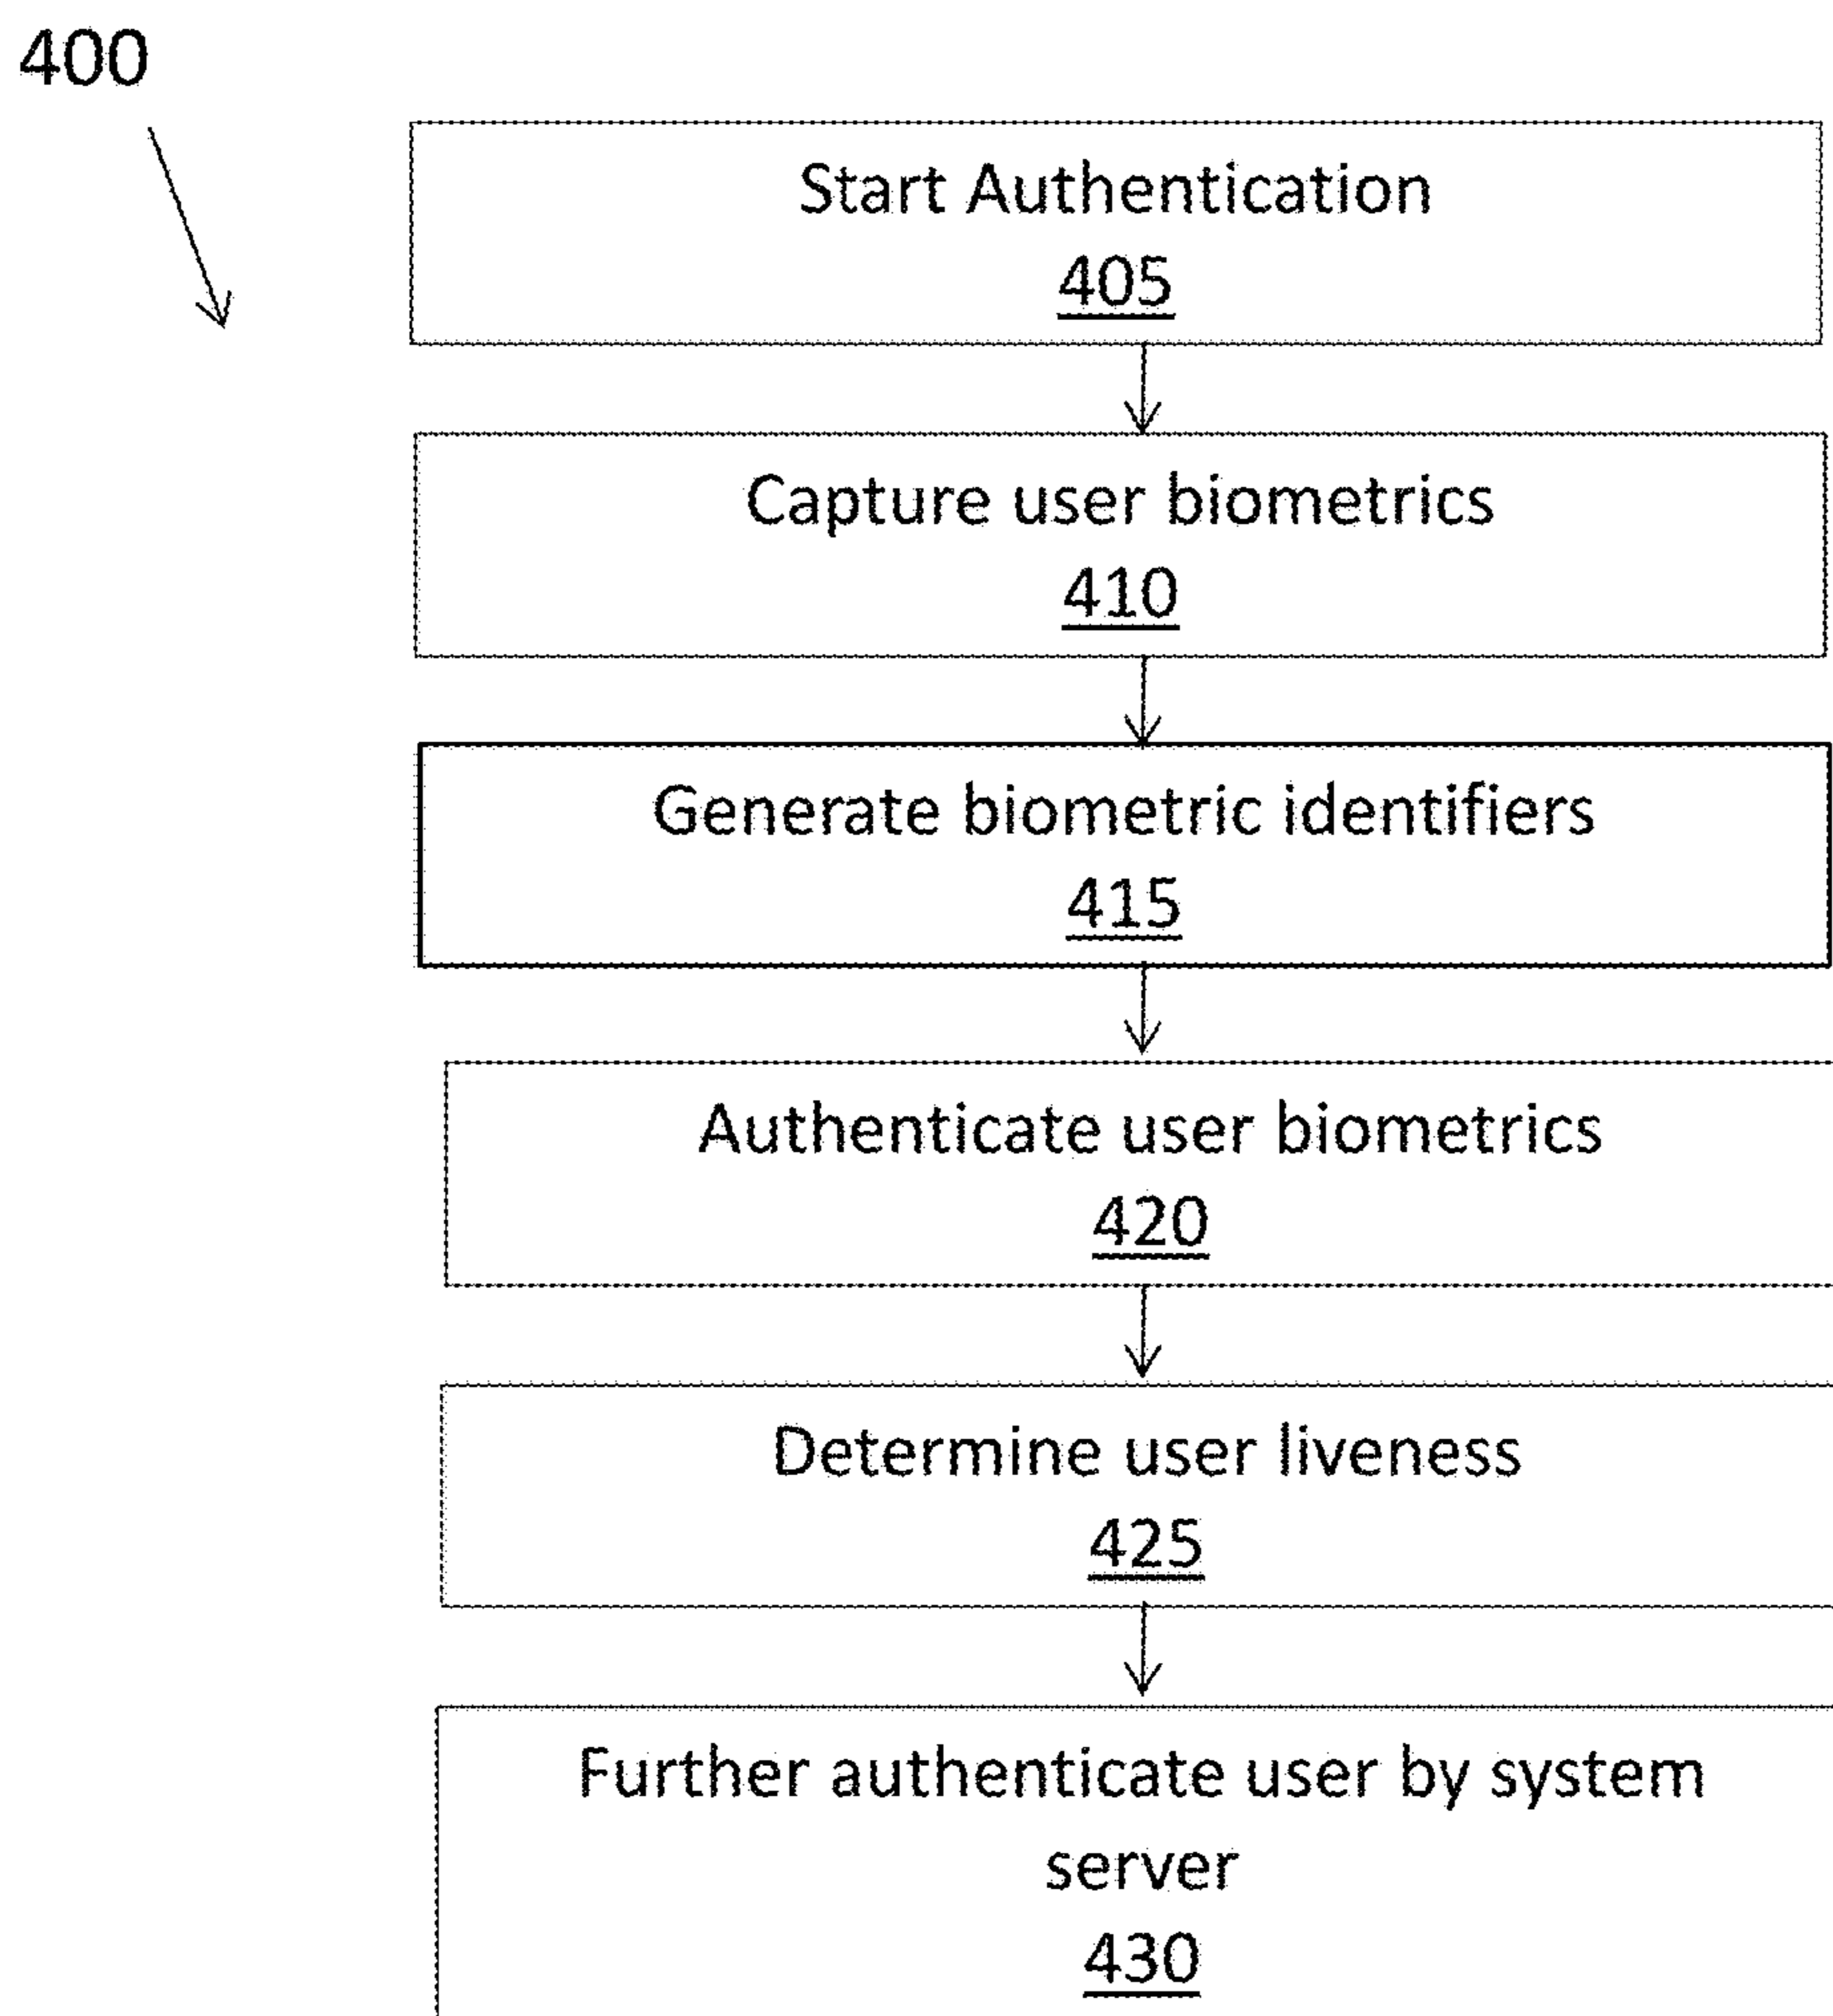 400
Start Authentication
405
Capture user biometrics
410
Generate biometric identifiers
415
Authenticate user biometrics
420
Determine user liveness
425
Further authenticate user by system
server
430